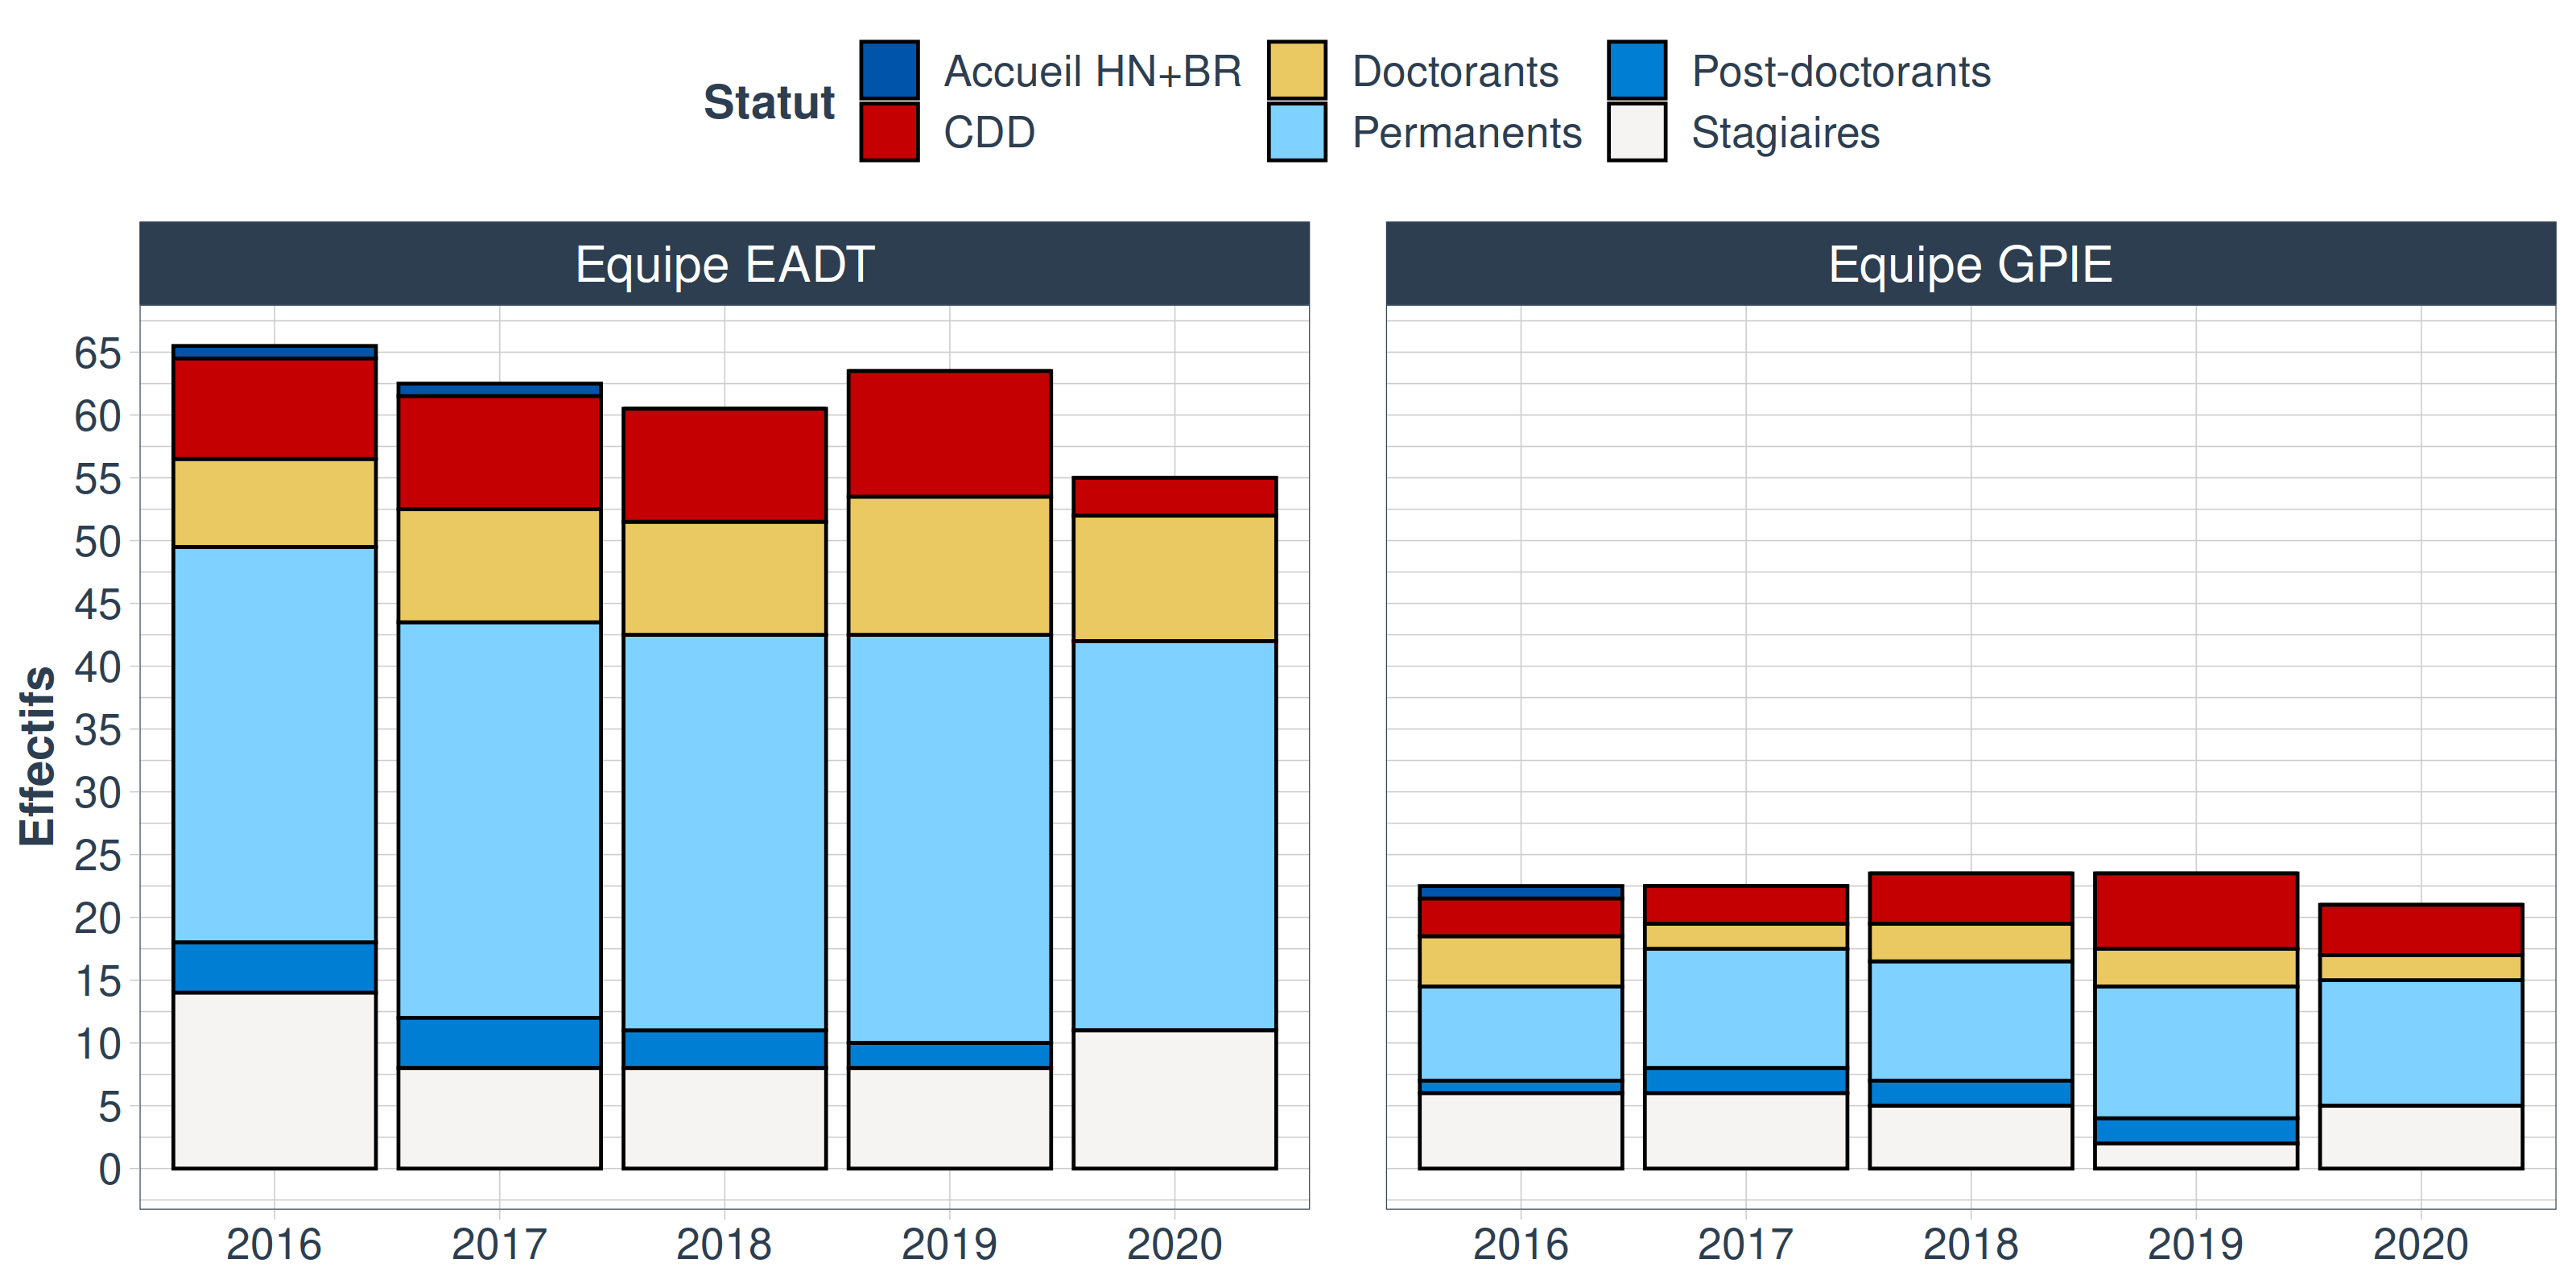 Statut
Accueil HN+BR
Doctorants
Post-doctorants
CDD
Permanents
Stagiaires
Equipe EADT
Equipe GPIE
Effectifs
65
60
55
50
45
40
35
30
25
20
15
10
5
0
2016 2017 2018 2019 2020
2016 2017 2018 2019 2020